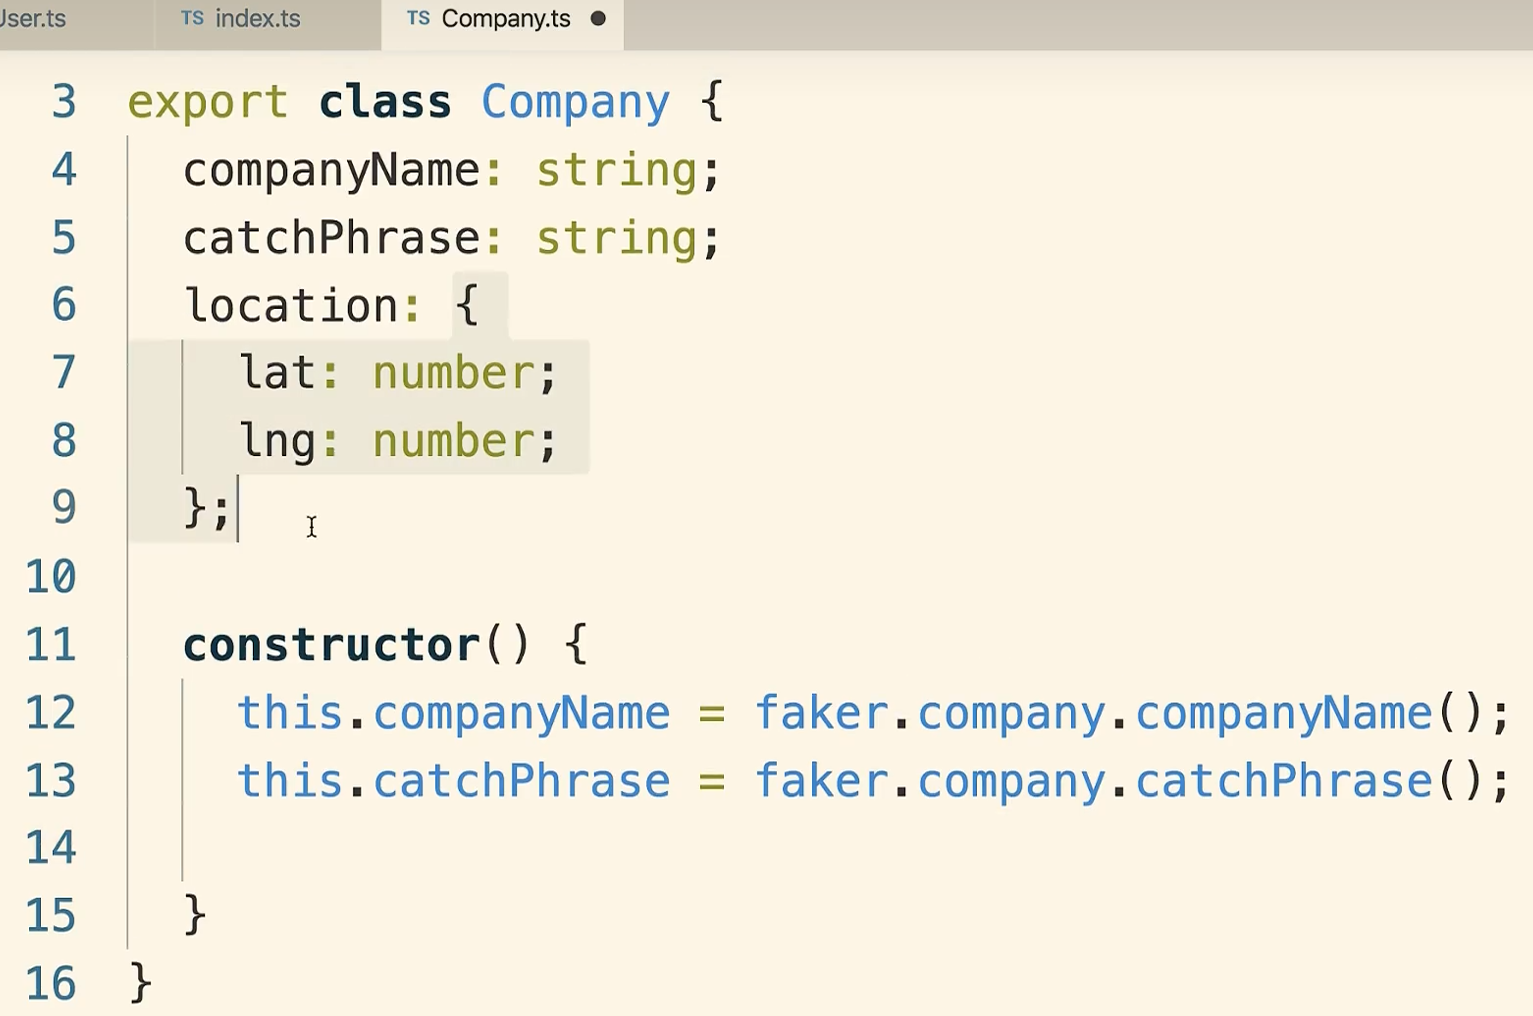 User.ts TS index.ts TS Company.ts
3 export class Company {
4 companyName: string;
5 catchPhrase: string;
6 location: {
7 lat: number;
8 lng: number;
9 };
10
11 constructor() {
12 this.companyName = faker.company.companyName();
13 this.catchPhrase = faker.company.catchPhrase();
14
15 }
16 }